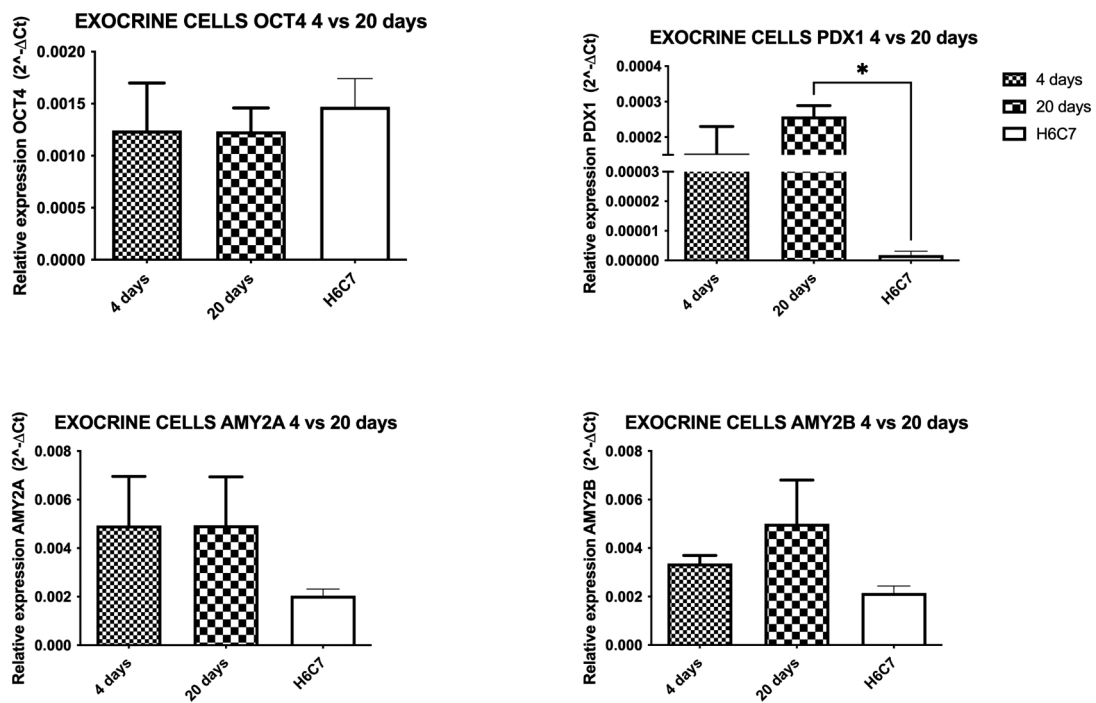 EXOCRINE CELLS OCT4 4 vs 20 days
Relative expression OCT4 (2^-ΔCt)
0.0020
0.0015
0.0010
0.0005
0.0000
4 days
20 days
H6C7
EXOCRINE CELLS PDX1 4 vs 20 days
Relative expression PDX1 (2^-ΔCt)
0.0004
0.0003
0.0002
0.00003
0.00002
0.00001
0.00000
*
4 days
20 days
H6C7
4 days
20 days
H6C7
EXOCRINE CELLS AMY2A 4 vs 20 days
Relative expression AMY2A (2^-ΔCt)
0.008
0.006
0.004
0.002
0.000
4 days
20 days
H6C7
EXOCRINE CELLS AMY2B 4 vs 20 days
Relative expression AMY2B (2^-ΔCt)
0.008
0.006
0.004
0.002
0.000
4 days
20 days
H6C7